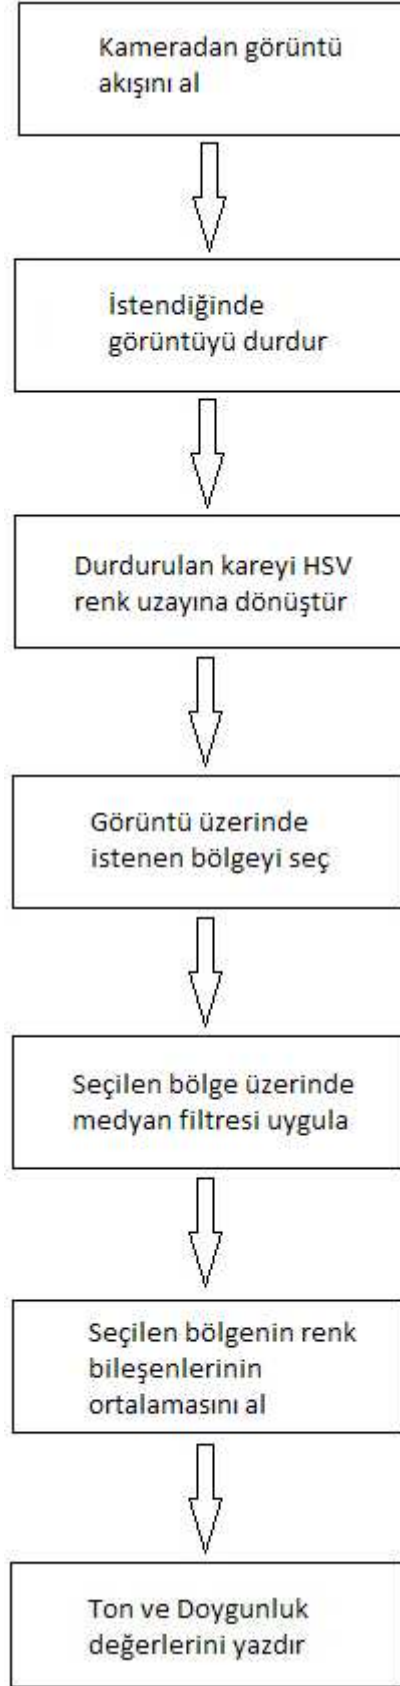 Kameradan görüntü
akışını al
İstendiğinde
görüntüyü durdur
Durdurulan kareyi HSV
renk uzayına dönüştür
Görüntü üzerinde
istenen bölgeyi seç
Seçilen bölge üzerinde
medyan filtresi uygula
Seçilen bölgenin renk
bileşenlerinin
ortalamasını al
Ton ve Doygunluk
değerlerini yazdır